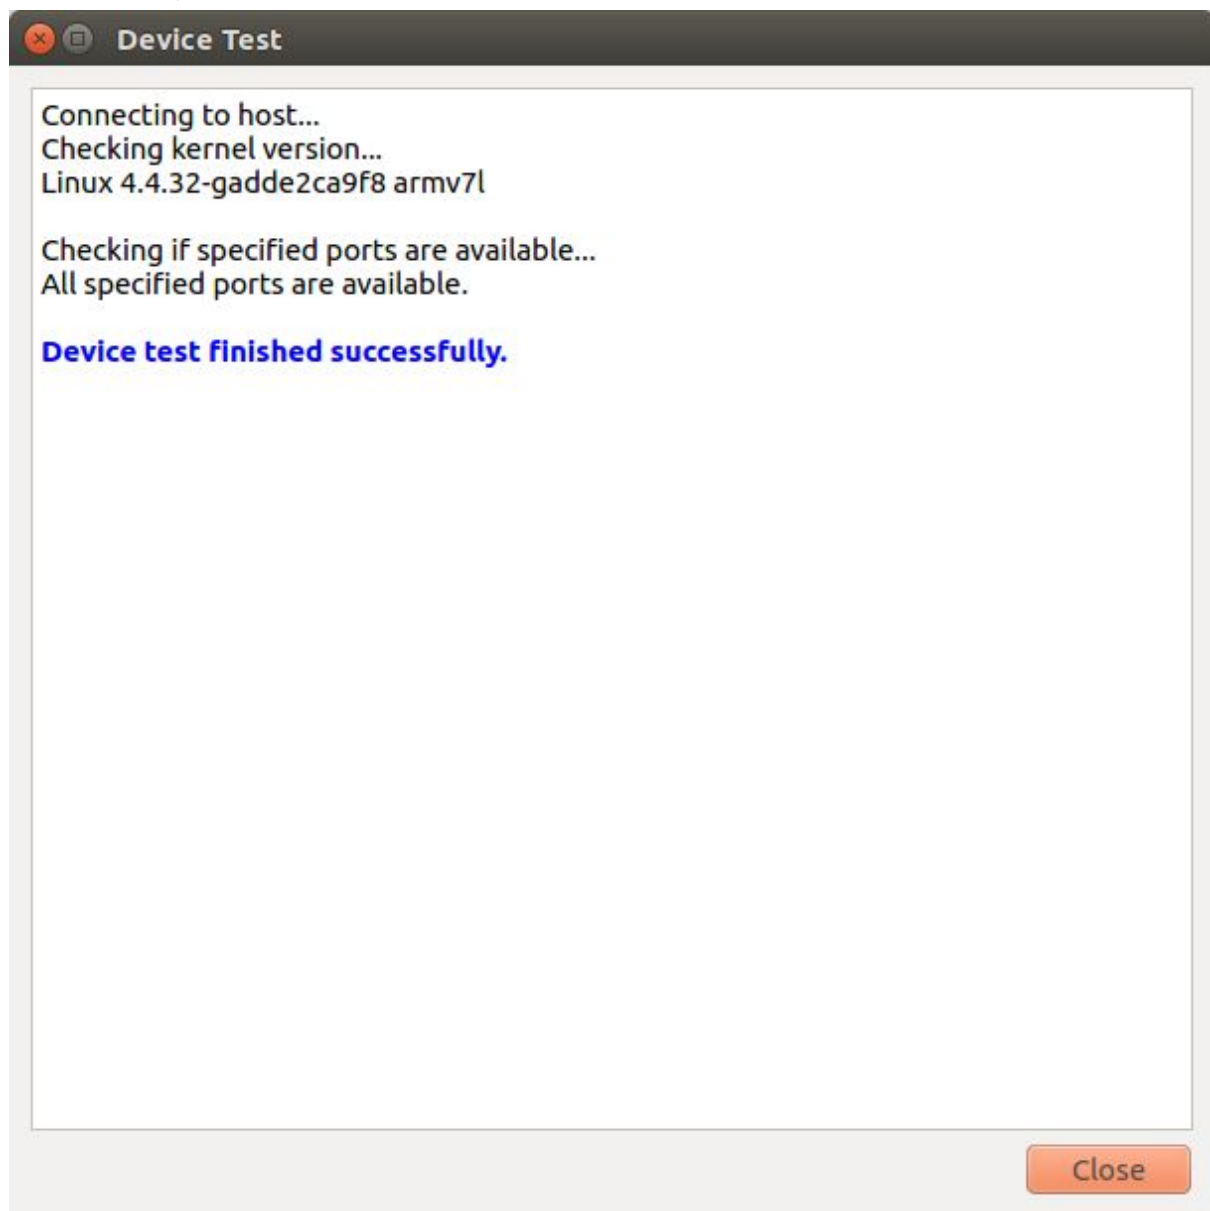 Device Test
Connecting to host...
Checking kernel version...
Linux 4.4.32-gadde2ca9f8 armv7l
Checking if specified ports are available...
All specified ports are available.
Device test finished successfully.
Close